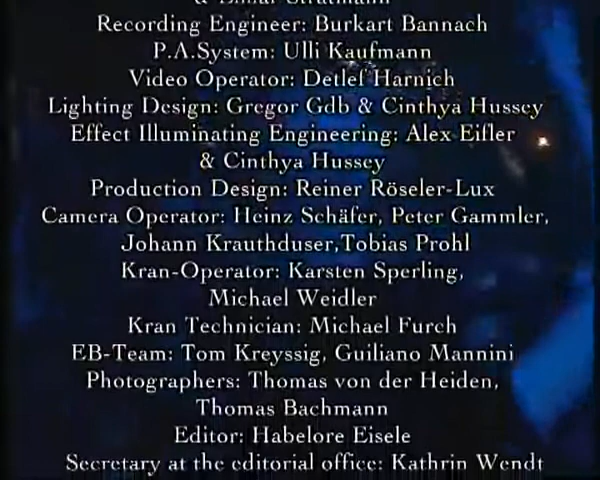 & Elmar Strutmann
Recording Engineer: Burkart Bannach
P.A.System: Ulli Kaufmann
Video Operator: Detlef Harnich
Lighting Design: Gregor Gdb & Cinthya Hussey
Effect Illuminating Engineering: Alex Eifler
& Cinthya Hussey
Production Design: Reiner Röseler-Lux
Camera Operator: Heinz Schäfer, Peter Gammler,
Johann Krauthduser,Tobias Prohl
Kran-Operator: Karsten Sperling,
Michael Weidler
Kran Technician: Michael Furch
EB-Team: Tom Kreyssig, Guiliano Mannini
Photographers: Thomas von der Heiden,
Thomas Bachmann
Editor: Habelore Eisele
Secretary at the editorial office: Kathrin Wendt